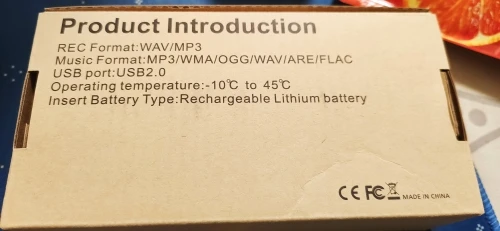 Product Introduction
REC Format:WAV/MP3
Music Format:MP3/WMA/OGG/WAV/ARE/FLAC
USB port:USB2.0
Operating temperature:-10℃ to 45℃
Insert Battery Type:Rechargeable Lithium battery
CE FC MADE IN CHINA